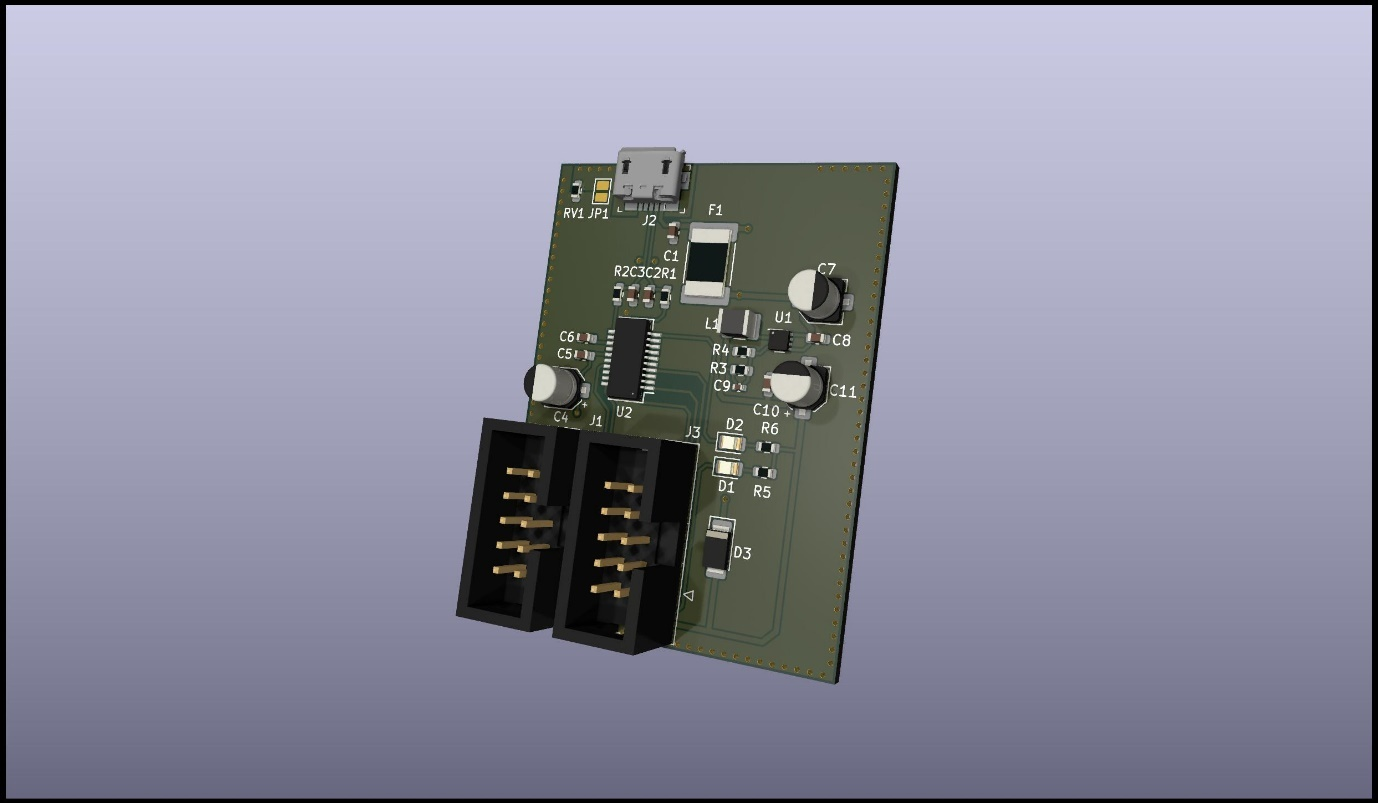 RV1 JP1
J2
F1
C1
R2C3C2R1
C7
L1
U1
C6
R4
C8
C5
R3
C9
C11
C4
J1
U2
C10
+
+
J3
D2
R6
D1
R5
D3